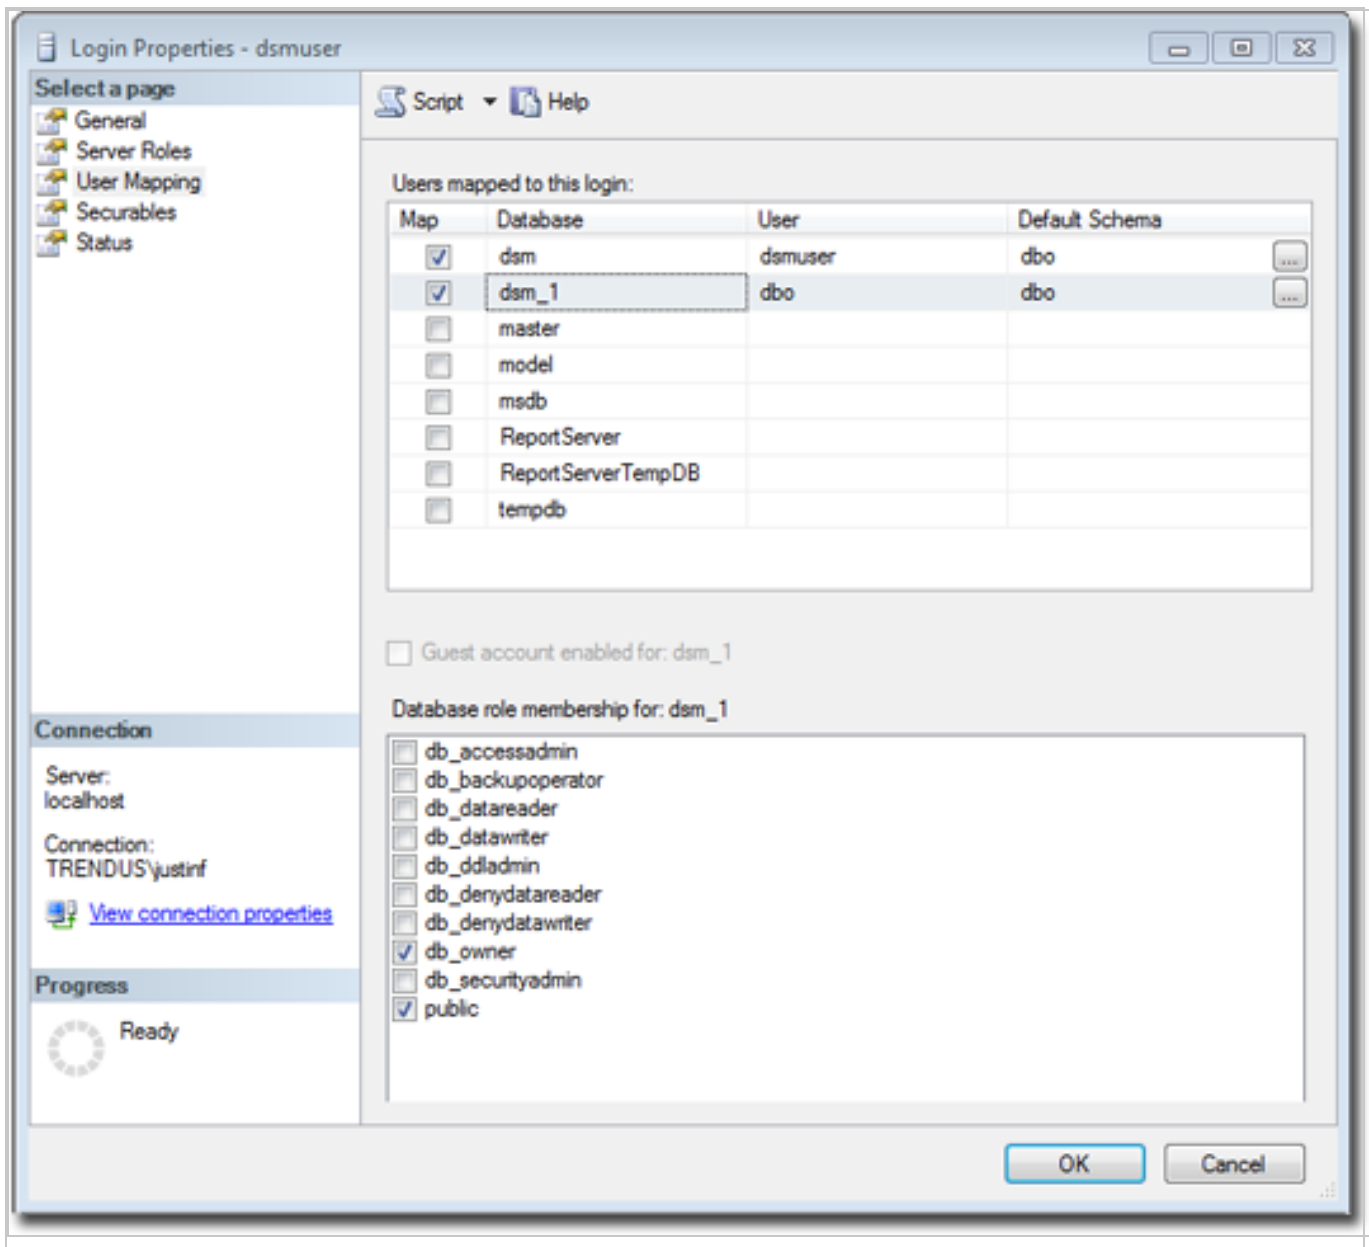 Login Properties - dsmuser
Select a page
General
Server Roles
User Mapping
Securables
Status
Connection
Server:
localhost
Connection:
TRENDUS\justinf
View connection properties
Progress
Ready
Script Help
Users mapped to this login:
Map Database User Default Schema
dsm dsmuser dbo ...
dsm_1 dbo dbo ...
master
model
msdb
ReportServer
ReportServerTempDB
tempdb
Guest account enabled for: dsm_1
Database role membership for: dsm_1
db_accessadmin
db_backupoperator
db_datareader
db_datawriter
db_ddladmin
db_denydatareader
db_denydatawriter
db_owner
db_securityadmin
public
OK Cancel